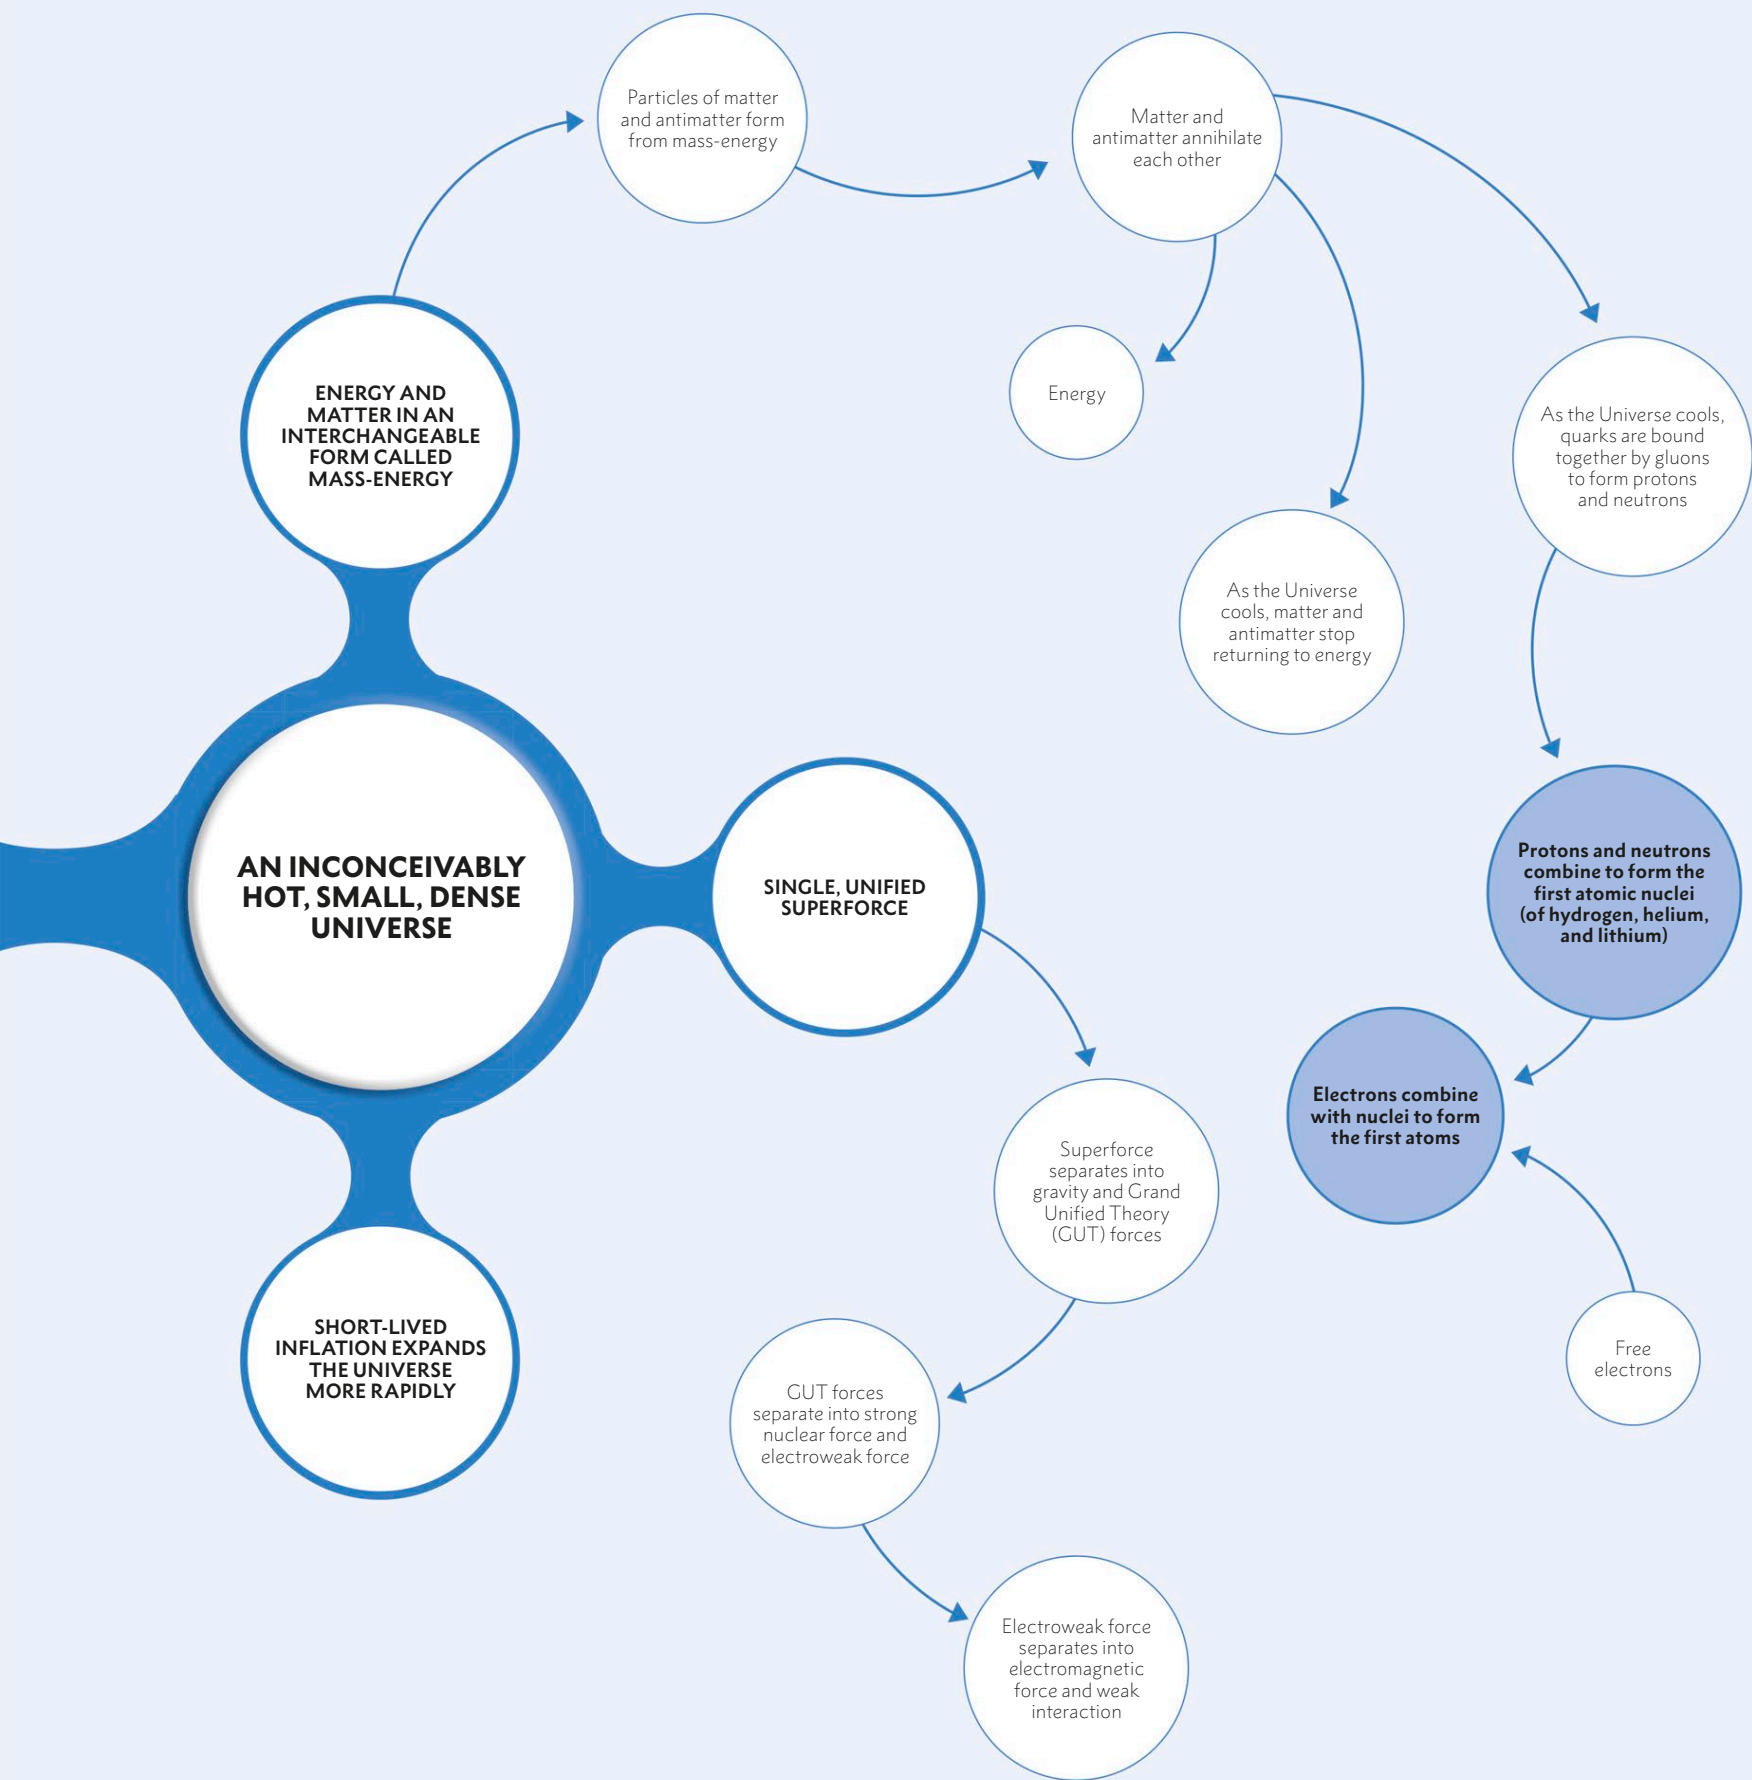 Particles of matter
and antimatter form
from mass-energy
Matter and
antimatter annihilate
each other
ENERGY AND
MATTER IN AN
INTERCHANGEABLE
FORM CALLED
MASS-ENERGY
Energy
As the Universe cools,
quarks are bound
together by gluons
to form protons
and neutrons
As the Universe
cools, matter and
antimatter stop
returning to energy
AN INCONCEIVABLY
HOT, SMALL, DENSE
UNIVERSE
SINGLE, UNIFIED
SUPERFORCE
Protons and neutrons
combine to form the
first atomic nuclei
(of hydrogen, helium,
and lithium)
Electrons combine
with nuclei to form
the first atoms
Superforce
separates into
gravity and Grand
Unified Theory
(GUT) forces
SHORT-LIVED
INFLATION EXPANDS
THE UNIVERSE
MORE RAPIDLY
Free
electrons
GUT forces
separate into strong
nuclear force and
electroweak force
Electroweak force
separates into
electromagnetic
force and weak
interaction